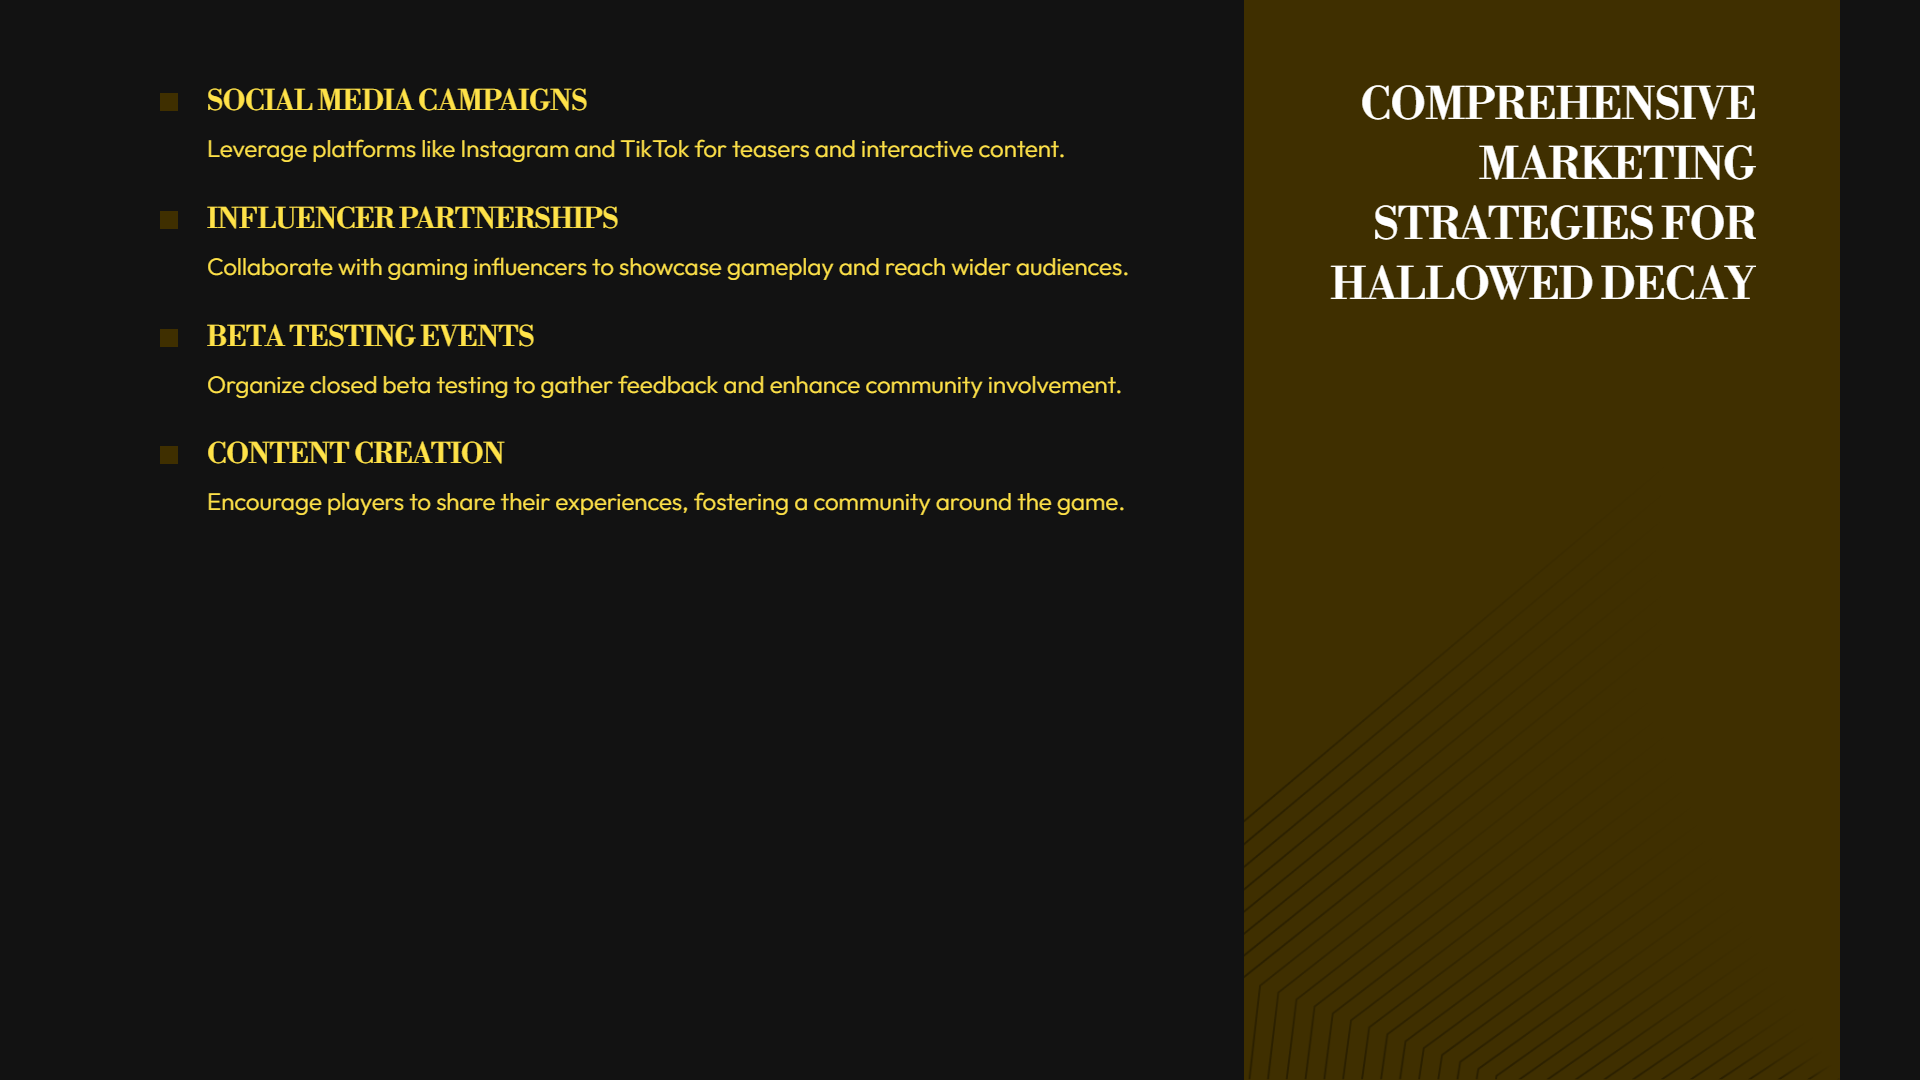 SOCIAL MEDIA CAMPAIGNS
Leverage platforms like Instagram and TikTok for teasers and interactive content.
INFLUENCER PARTNERSHIPS
Collaborate with gaming influencers to showcase gameplay and reach wider audiences.
BETA TESTING EVENTS
Organize closed beta testing to gather feedback and enhance community involvement.
CONTENT CREATION
Encourage players to share their experiences, fostering a community around the game.
COMPREHENSIVE
MARKETING
STRATEGIES FOR
HALLOWED DECAY